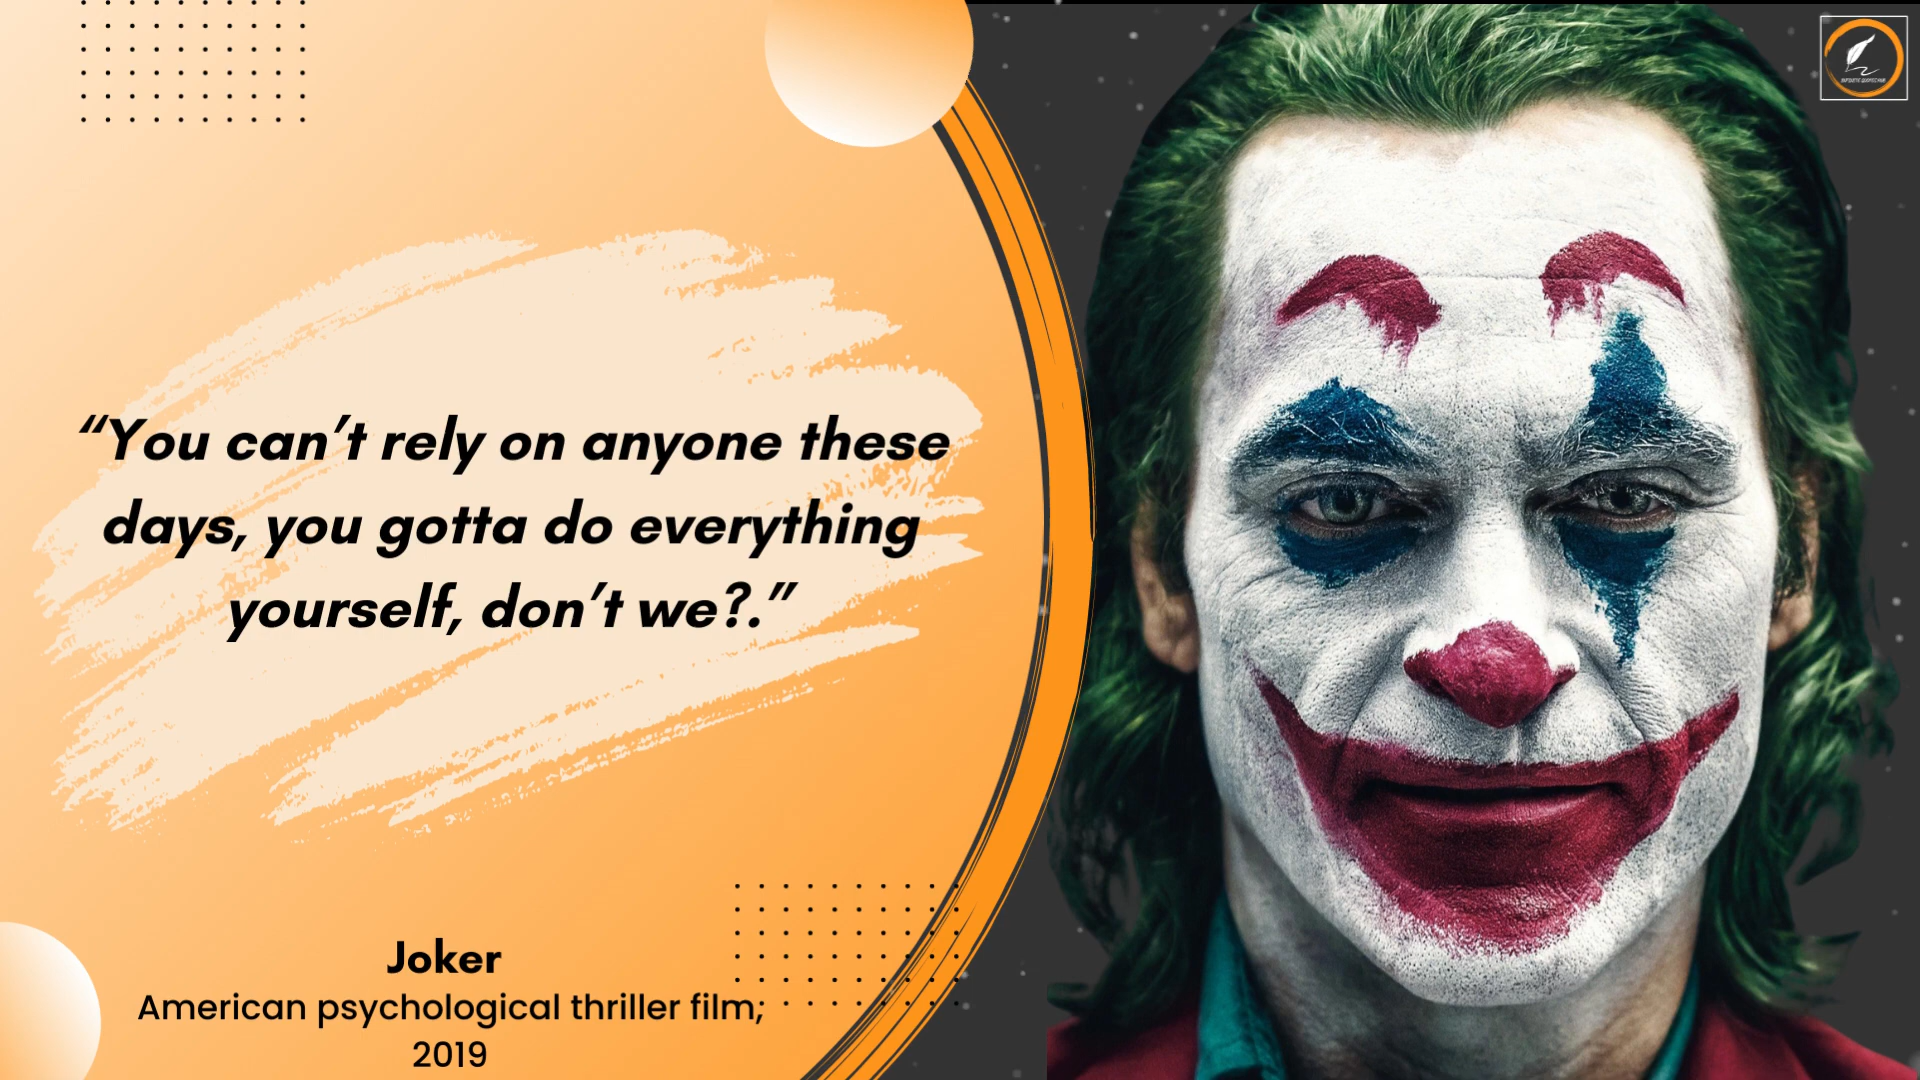 “You can’t rely on anyone these
days, you gotta do everything
yourself, don’t we?.”
Joker
American psychological thriller film,
2019